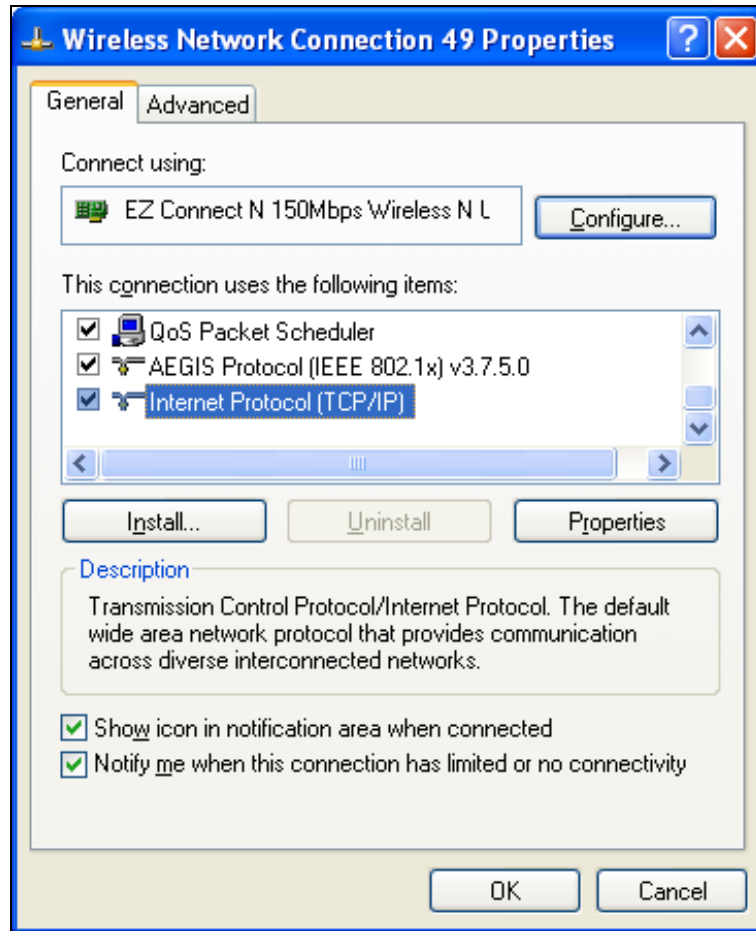 Wireless Network Connection 49 Properties
General
Advanced
Connect using:
EZ Connect N 150Mbps Wireless N
Configure...
This connection uses the following items:
QoS Packet Scheduler
AEGIS Protocol (IEEE 802.1x) v3.7.5.0
Internet Protocol (TCP/IP)
Install...
Uninstall
Properties
Description
Transmission Control Protocol/Internet Protocol. The default
wide area network protocol that provides communication
across diverse interconnected networks.
Show icon in notification area when connected
Notify me when this connection has limited or no connectivity
OK
Cancel